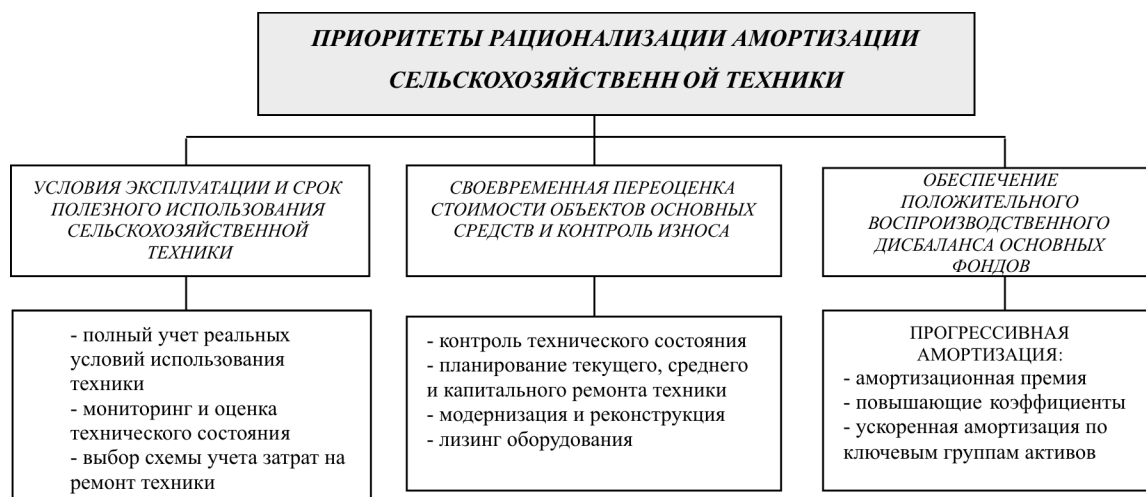 ПРИОРИТЕТЫ РАЦИОНАЛИЗАЦИИ АМОРТИЗАЦИИ
СЕЛЬСКОХОЗЯЙСТВЕНН ОЙ ТЕХНИКИ
УСЛОВИЯ ЭКСПЛУАТАЦИИ И СРОК
ПОЛЕЗНОГО ИСПОЛЬЗОВАНИЯ
СЕЛЬСКОХОЗЯЙСТВЕННОЙ
ТЕХНИКИ
- полный учет реальных
условий использования
техники
- мониторинг и оценка
технического состояния
- выбор схемы учета затрат на
ремонт техники
СВОЕВРЕМЕННАЯ ПЕРЕОЦЕНКА
СТОИМОСТИ ОБЪЕКТОВ ОСНОВНЫХ
СРЕДСТВ И КОНТРОЛЬ ИЗНОСА
- контроль технического состояния
- планирование текущего, среднего
и капитального ремонта техники
- модернизация и реконструкция
- лизинг оборудования
ОБЕСПЕЧЕНИЕ
ПОЛОЖИТЕЛЬНОГО
ВОСПРОИЗВОДСТВЕННОГО
ДИСБАЛАНСА ОСНОВНЫХ
ФОНДОВ
ПРОГРЕССИВНАЯ
АМОРТИЗАЦИЯ:
- амортизационная премия
- повышающие коэффициенты
- ускоренная амортизация по
ключевым группам активов